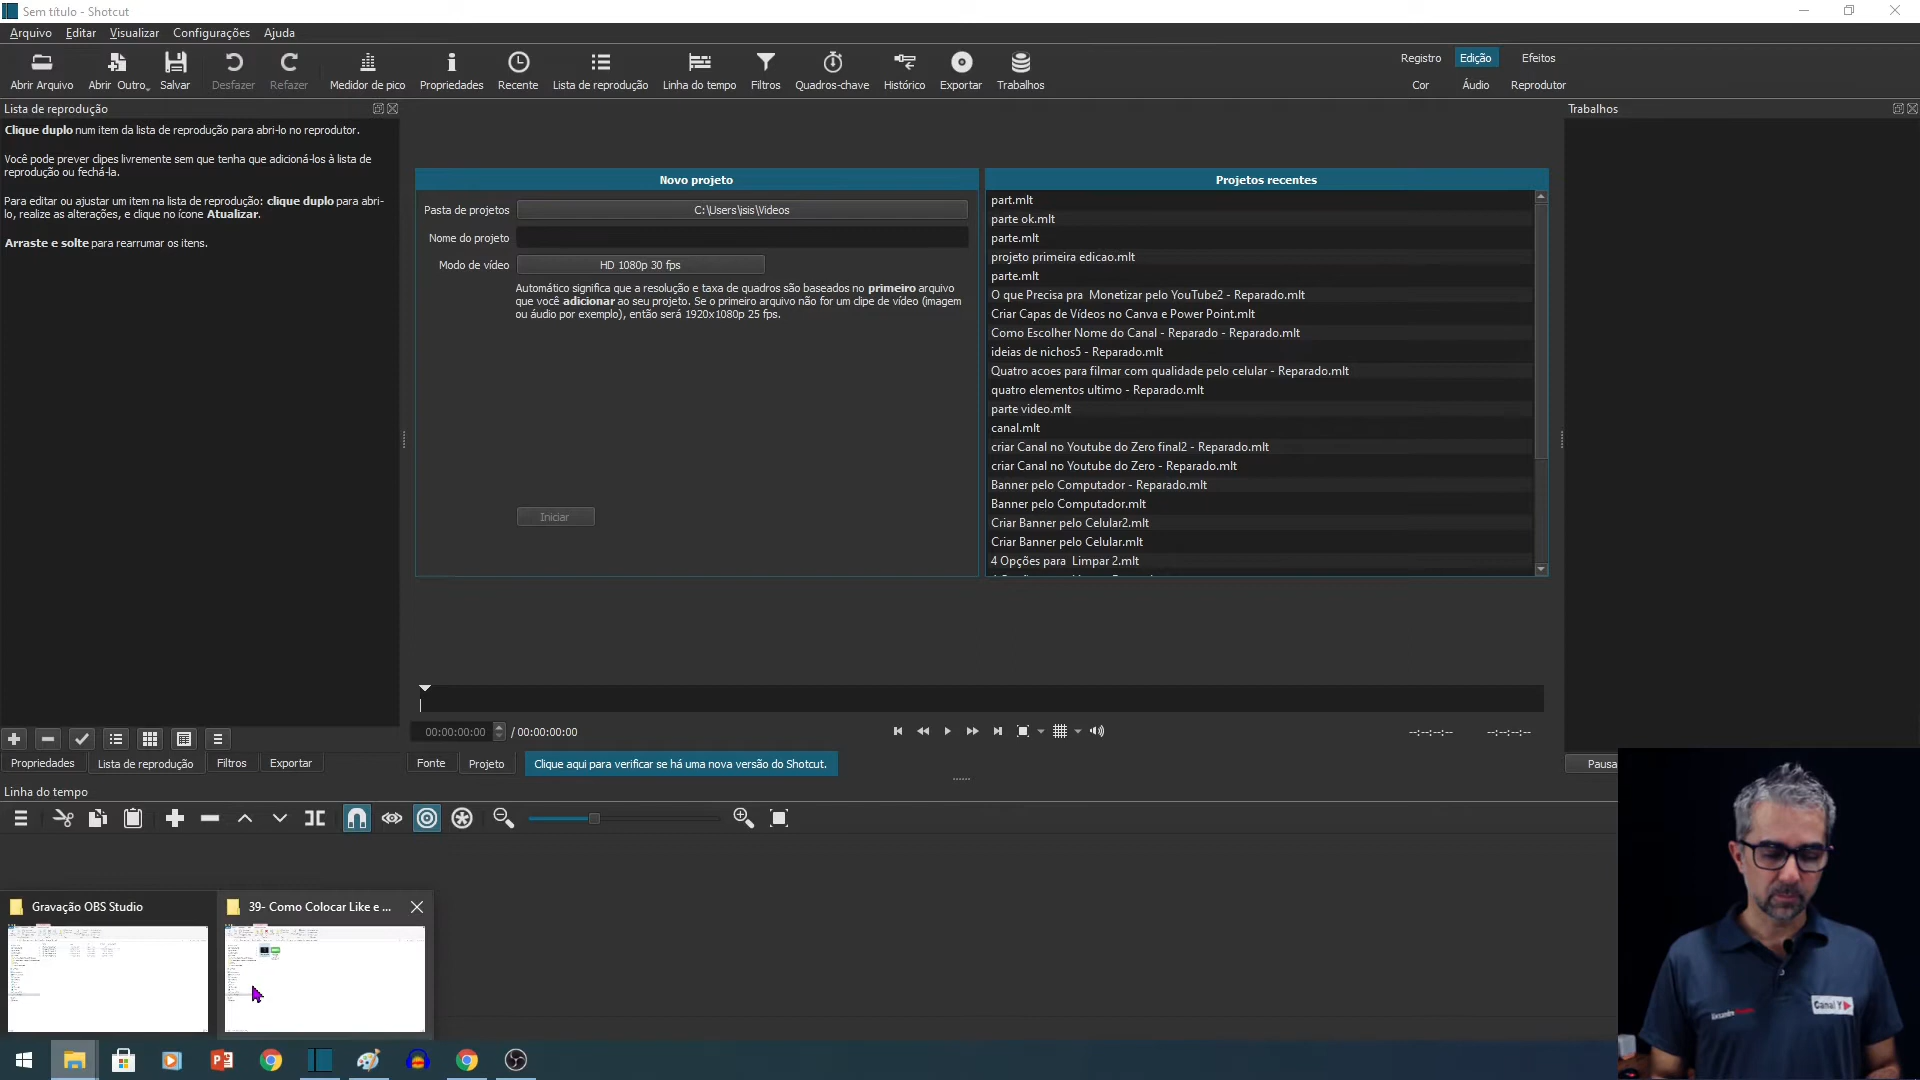 Sem título - Shotcut
Arquivo Editar Visualizar Configurações Ajuda
Abrir Arquivo Abrir Outro Salvar Desfazer Refazer Medidor de pico Propriedades Recente Lista de reprodução Linha do tempo Filtros Quadros-chave Histórico Exportar Trabalhos
Registro Edição Efeitos
Cor Áudio Reprodutor
Lista de reprodução
Clique duplo num item da lista de reprodução para abri-lo no reprodutor.
Você pode prever clipes livremente sem que tenha que adicioná-los à lista de
reprodução ou fechá-la.
Para editar ou ajustar um item na lista de reprodução: clique duplo para abri-
lo, realize as alterações, e clique no ícone Atualizar.
Arraste e solte para rearrumar os itens.
Novo projeto
Pasta de projetos C:\Users\isis\Videos
Nome do projeto
Modo de vídeo HD 1080p 30 fps
Automático significa que a resolução e taxa de quadros são baseados no primeiro arquivo
que você adicionar ao seu projeto. Se o primeiro arquivo não for um clipe de vídeo (imagem
ou áudio por exemplo), então será 1920x1080p 25 fps.
Iniciar
Projetos recentes
part.mlt
parte ok.mlt
parte.mlt
projeto primeira edicao.mlt
parte.mlt
O que Precisa pra  Monetizar pelo YouTube2 - Reparado.mlt
Criar Capas de Vídeos no Canva e Power Point.mlt
Como Escolher Nome do Canal - Reparado - Reparado.mlt
ideias de nichos5 - Reparado.mlt
Quatro acoes para filmar com qualidade pelo celular - Reparado.mlt
quatro elementos ultimo - Reparado.mlt
parte video.mlt
canal.mlt
criar Canal no Youtube do Zero final2 - Reparado.mlt
criar Canal no Youtube do Zero - Reparado.mlt
Banner pelo Computador - Reparado.mlt
Banner pelo Computador.mlt
Criar Banner pelo Celular2.mlt
Criar Banner pelo Celular.mlt
4 Opções para  Limpar 2.mlt
Trabalhos
00:00:00:00 / 00:00:00:00
--:--:--:-- --:--:--:--
Propriedades Lista de reprodução Filtros Exportar
Fonte Projeto Clique aqui para verificar se há uma nova versão do Shotcut.
Pausa
Linha do tempo
Gravação OBS Studio
39- Como Colocar Like e ...
Canal Y